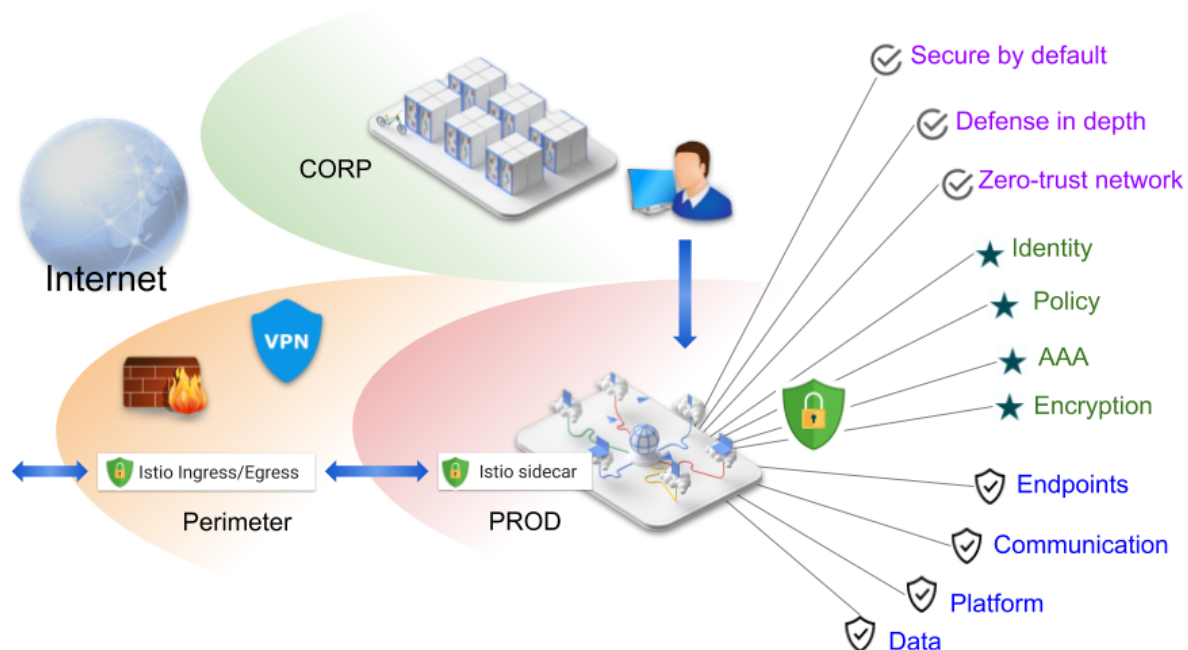 Secure by default
Defense in depth
Zero-trust network
CORP
Internet
Identity
Policy
VPN
AAA
Encryption
Istio Ingress/Egress
Istio sidecar
Endpoints
Perimeter
PROD
Communication
Platform
Data